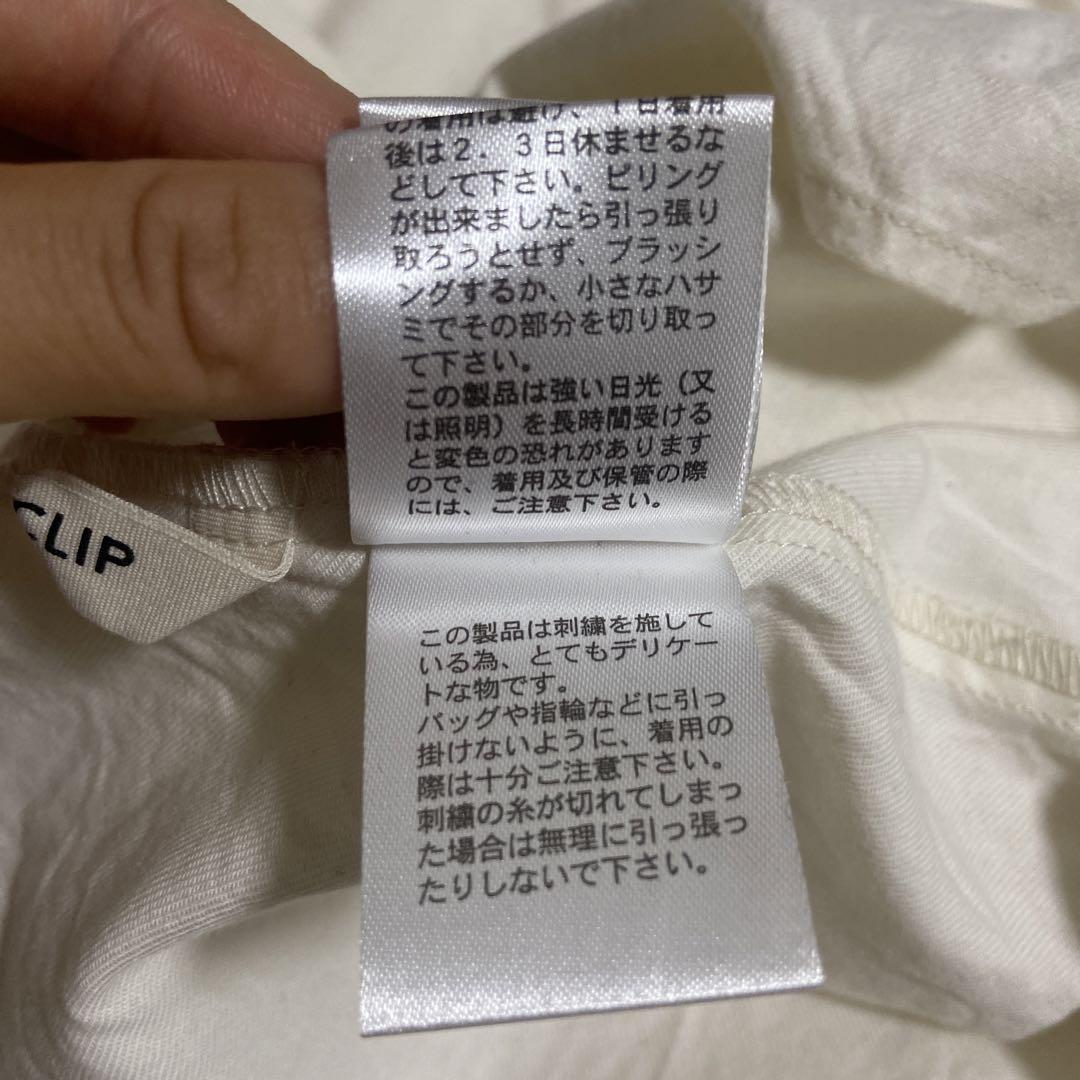 の着用は避け、１日着用
後は２．３日休ませるな
どして下さい。ピリング
が出来ましたら引っ張り
取ろうとせず、ブラッシ
ングするか、小さなハサ
ミでその部分を切り取っ
て下さい。
この製品は強い日光（又
は照明）を長時間受ける
と変色の恐れがあります
ので、着用及び保管の際
には、ご注意下さい。
CLIP
この製品は刺繍を施して
いる為、とてもデリケー
トな物です。
バッグや指輪などに引っ
掛けないように、着用の
際は十分ご注意下さい。
刺繍の糸が切れてしまっ
た場合は無理に引っ張っ
たりしないで下さい。